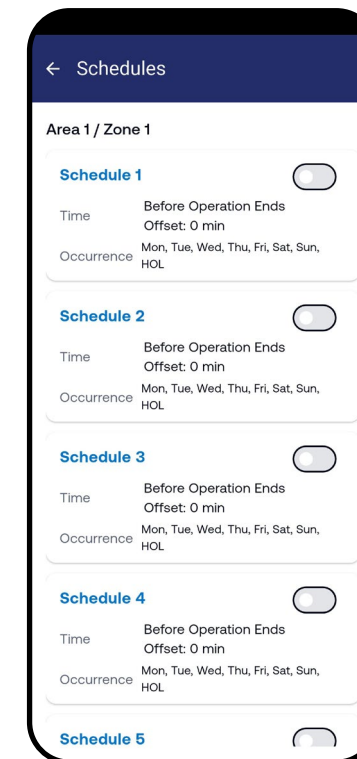 ← Schedules
Area 1 / Zone 1
Schedule 1
Time Before Operation Ends
Offset: 0 min
Occurrence Mon, Tue, Wed, Thu, Fri, Sat, Sun,
HOL
Schedule 2
Time Before Operation Ends
Offset: 0 min
Occurrence Mon, Tue, Wed, Thu, Fri, Sat, Sun,
HOL
Schedule 3
Time Before Operation Ends
Offset: 0 min
Occurrence Mon, Tue, Wed, Thu, Fri, Sat, Sun,
HOL
Schedule 4
Time Before Operation Ends
Offset: 0 min
Occurrence Mon, Tue, Wed, Thu, Fri, Sat, Sun,
HOL
Schedule 5